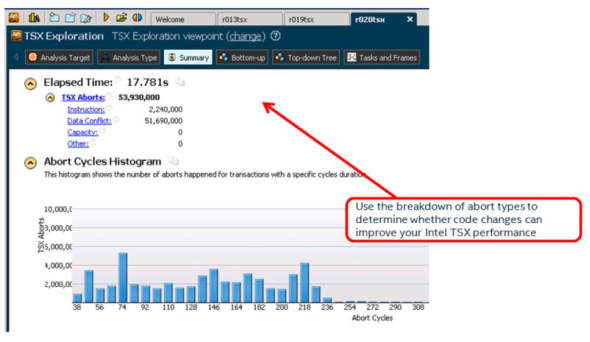 Welcome r013tsx r019tsx r020tsx ×
TSX Exploration TSX Exploration viewpoint (change)
Analysis Target Analysis Type Summary Bottom-up Top-down Tree Tasks and Frames
Elapsed Time: 17.781s
TSX Aborts: 53,930,000
Instruction: 2,240,000
Data Conflict: 51,690,000
Capacity: 0
Other: 0
Abort Cycles Histogram
This histogram shows the number of aborts happened for transactions with a specific cycles duration.
Use the breakdown of abort types to
determine whether code changes can
improve your Intel TSX performance
TSX Aborts
10,000,(
8,000,00
6,000,00
4,000,00
2,000,00
38 56 74 92 110 128 146 164 182 200 218 236 254 272 290 308
Abort Cycles